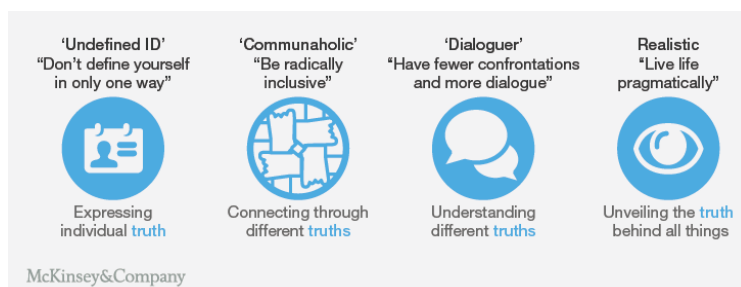 ‘Undefined ID’
“Don’t define yourself
in only one way”
Expressing
individual truth
‘Communaholic’
“Be radically
inclusive”
Connecting through
different truths
‘Dialoguer’
“Have fewer confrontations
and more dialogue”
Understanding
different truths
Realistic
“Live life
pragmatically”
Unveiling the truth
behind all things
McKinsey&Company